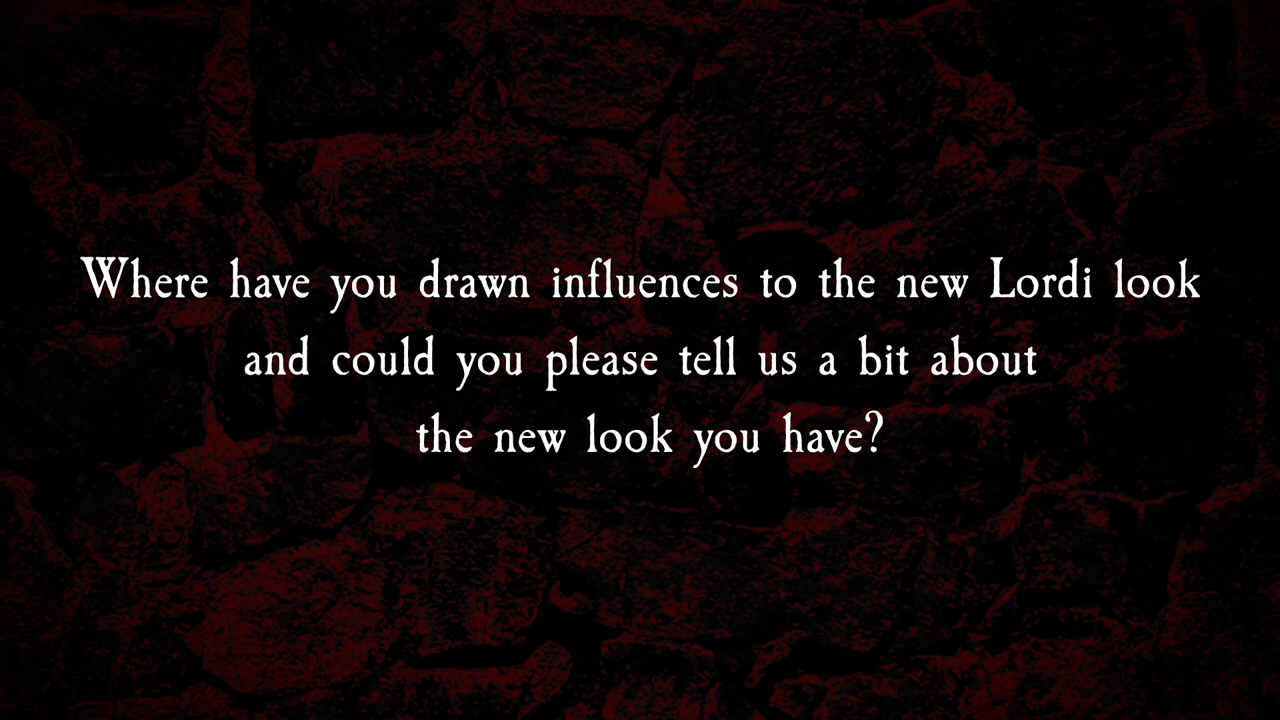 Where have you drawn influences to the new Lordi look
and could you please tell us a bit about
the new look you have?